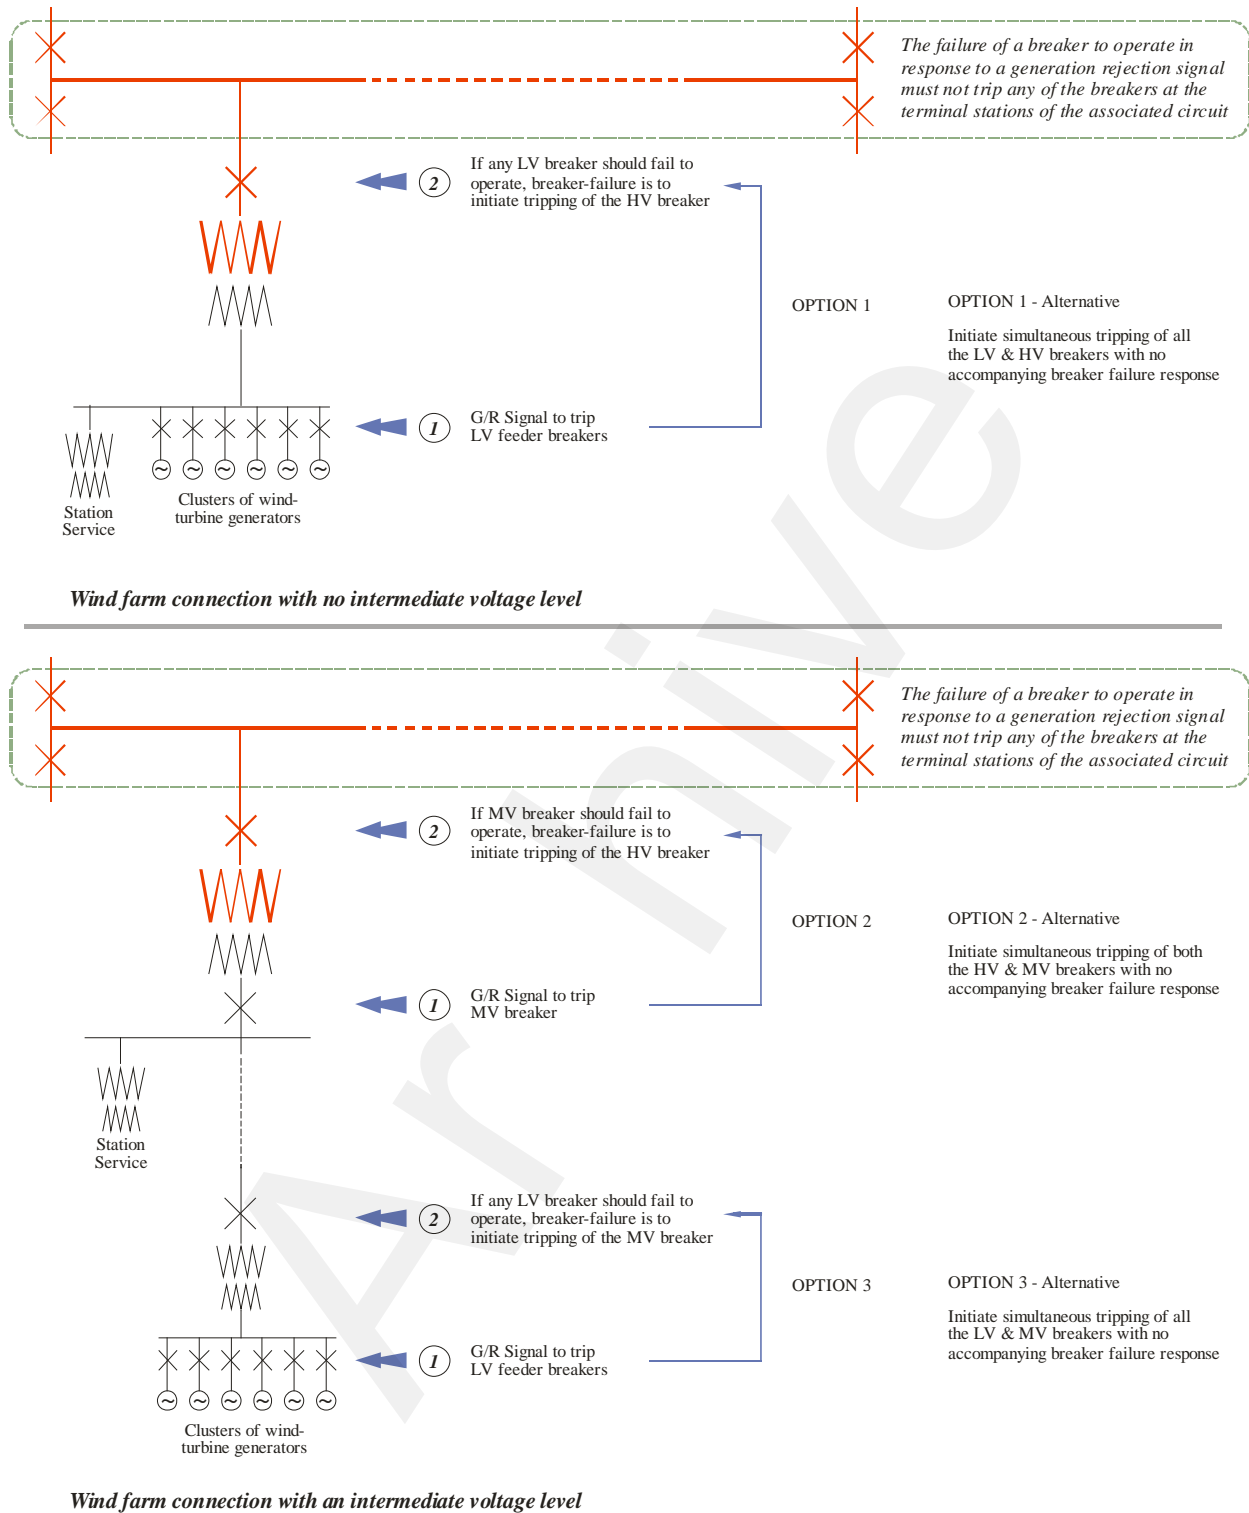 The failure of a breaker to operate in
response to a generation rejection signal
must not trip any of the breakers at the
terminal stations of the associated circuit
2
If any LV breaker should fail to
operate, breaker-failure is to
initiate tripping of the HV breaker
OPTION 1
OPTION 1 - Alternative
Initiate simultaneous tripping of all
the LV & HV breakers with no
accompanying breaker failure response
1
G/R Signal to trip
LV feeder breakers
Station
Service
Clusters of wind-
turbine generators
Wind farm connection with no intermediate voltage level
The failure of a breaker to operate in
response to a generation rejection signal
must not trip any of the breakers at the
terminal stations of the associated circuit
2
If MV breaker should fail to
operate, breaker-failure is to
initiate tripping of the HV breaker
OPTION 2
OPTION 2 - Alternative
Initiate simultaneous tripping of both
the HV & MV breakers with no
accompanying breaker failure response
1
G/R Signal to trip
MV breaker
Station
Service
2
If any LV breaker should fail to
operate, breaker-failure is to
initiate tripping of the MV breaker
OPTION 3
OPTION 3 - Alternative
Initiate simultaneous tripping of all
the LV & MV breakers with no
accompanying breaker failure response
1
G/R Signal to trip
LV feeder breakers
Clusters of wind-
turbine generators
Wind farm connection with an intermediate voltage level
Ar hive